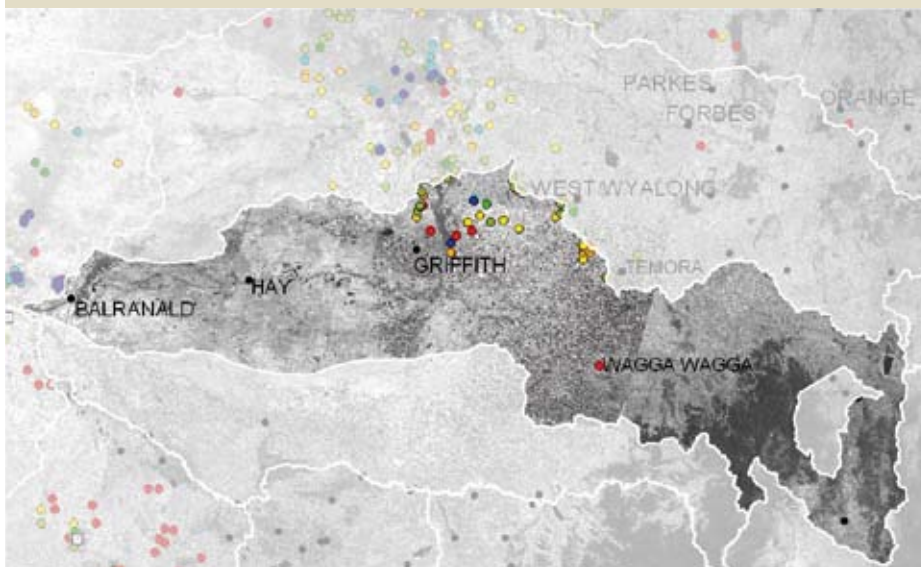 PARKES
FORBES
ORANGE
WEST WYALONG
GRIFFITH
TEMORA
HAY
BALRANALD
WAGGA WAGGA